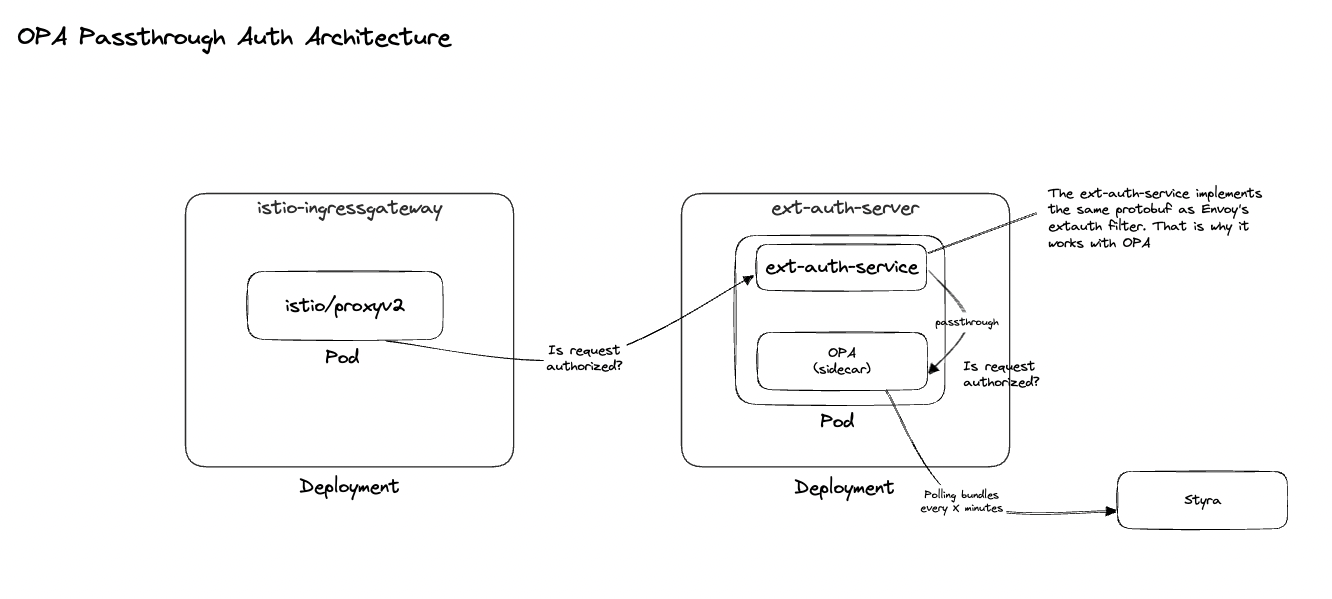 OPA Passthrough Auth Architecture
istio-ingressgateway
istio/proxyv2
Pod
Deployment
Is request
authorized?
ext-auth-server
ext-auth-service
passthrough
OPA
(sidecar)
Is request
authorized?
Pod
Deployment
The ext-auth-service implements
the same protobuf as Envoy's
extauth filter. That is why it
works with OPA
Polling bundles
every X minutes
Styra